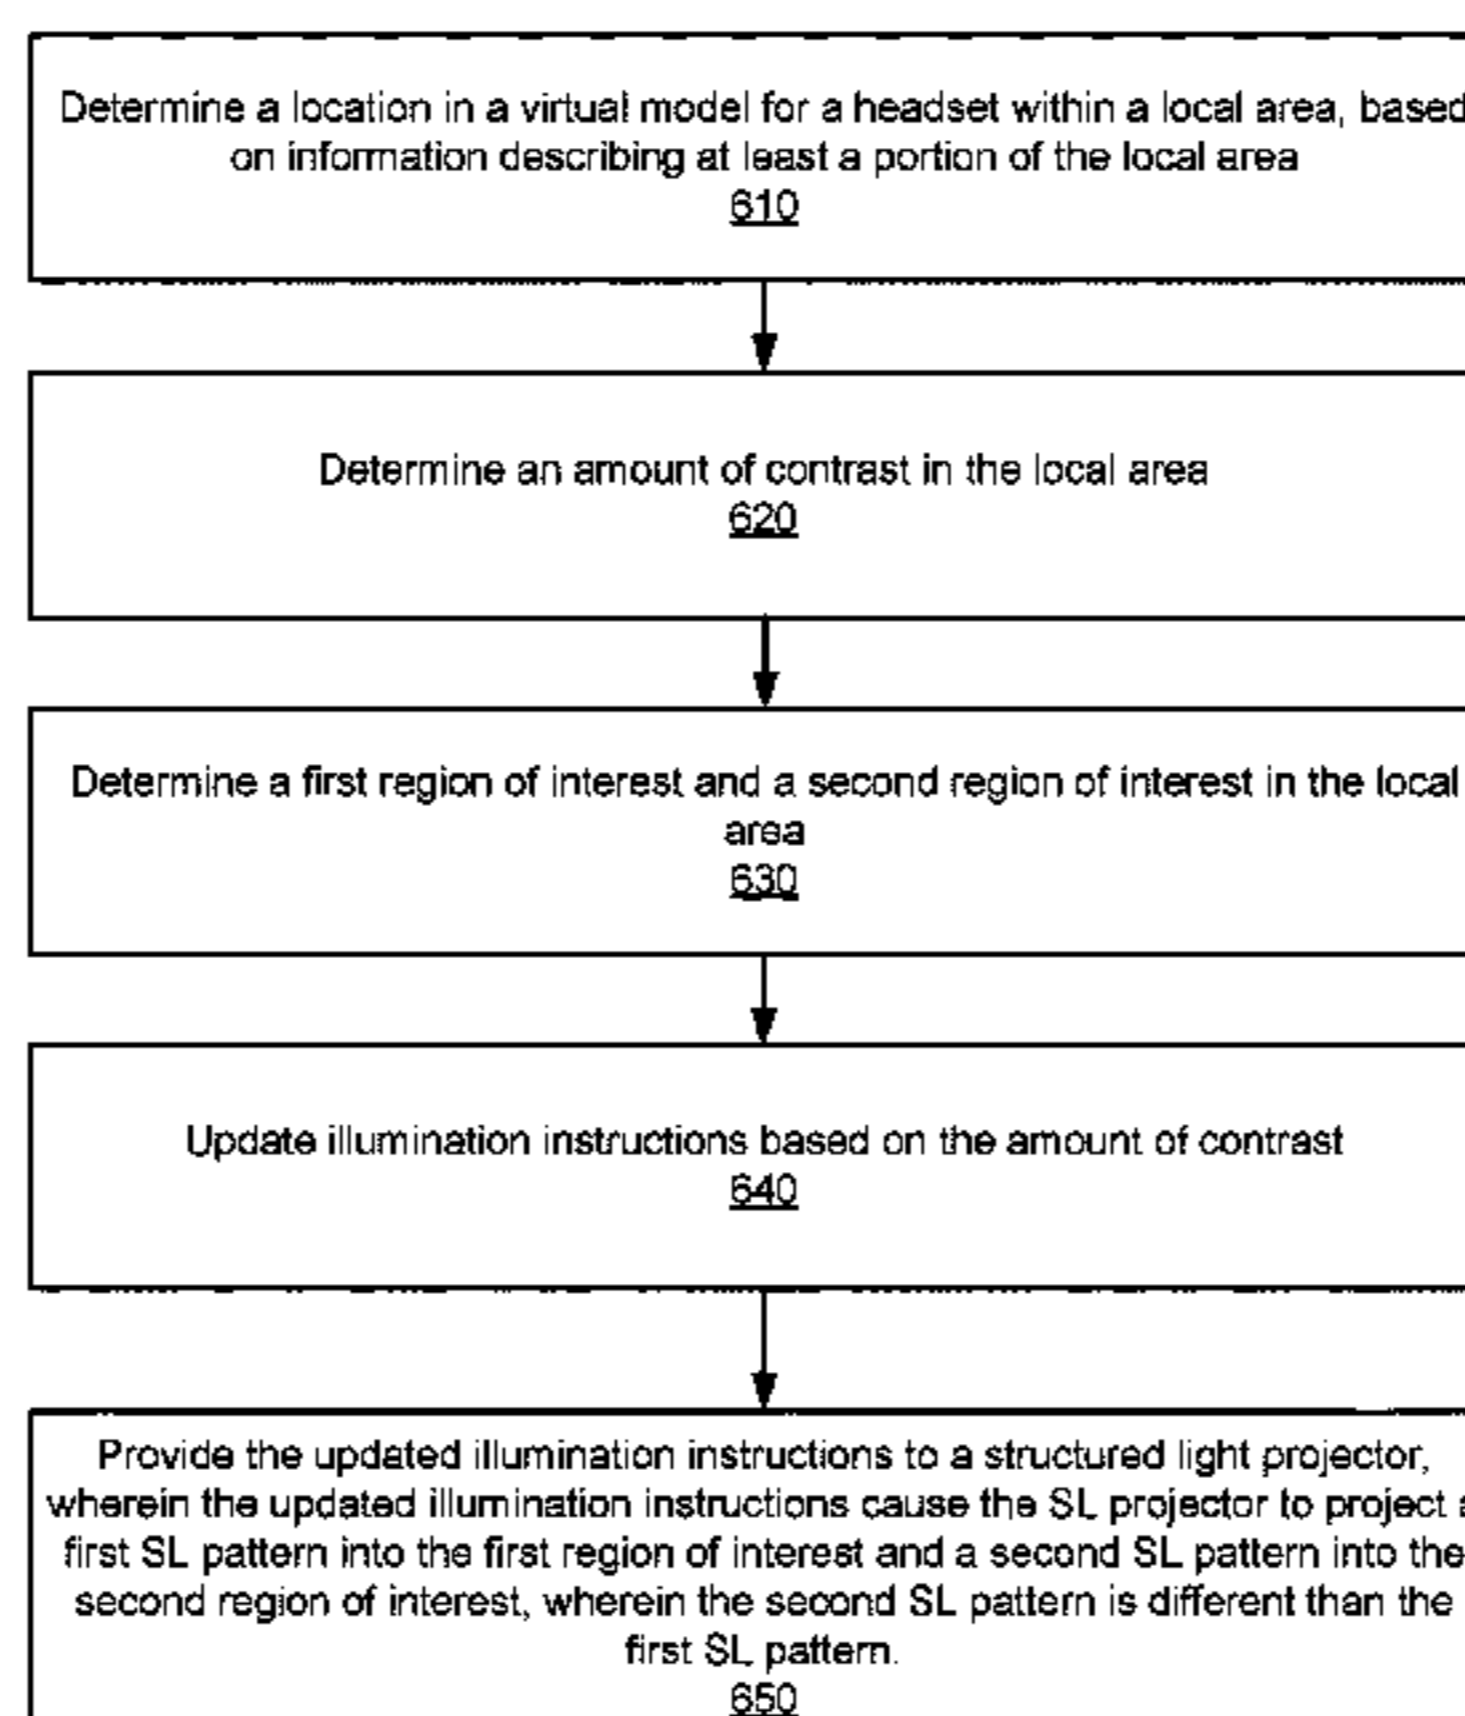 Determine a location in a virtual model for a headset within a local area, based
on information describing at least a portion of the local area
610
Determine an amount of contrast in the local area
620
Determine a first region of interest and a second region of interest in the local
area
630
Update illumination instructions based on the amount of contrast
640
Provide the updated illumination instructions to a structured light projector,
wherein the updated illumination instructions cause the SL projector to project a
first SL pattern into the first region of interest and a second SL pattern into the
second region of interest, wherein the second SL pattern is different than the
first SL pattern.
650